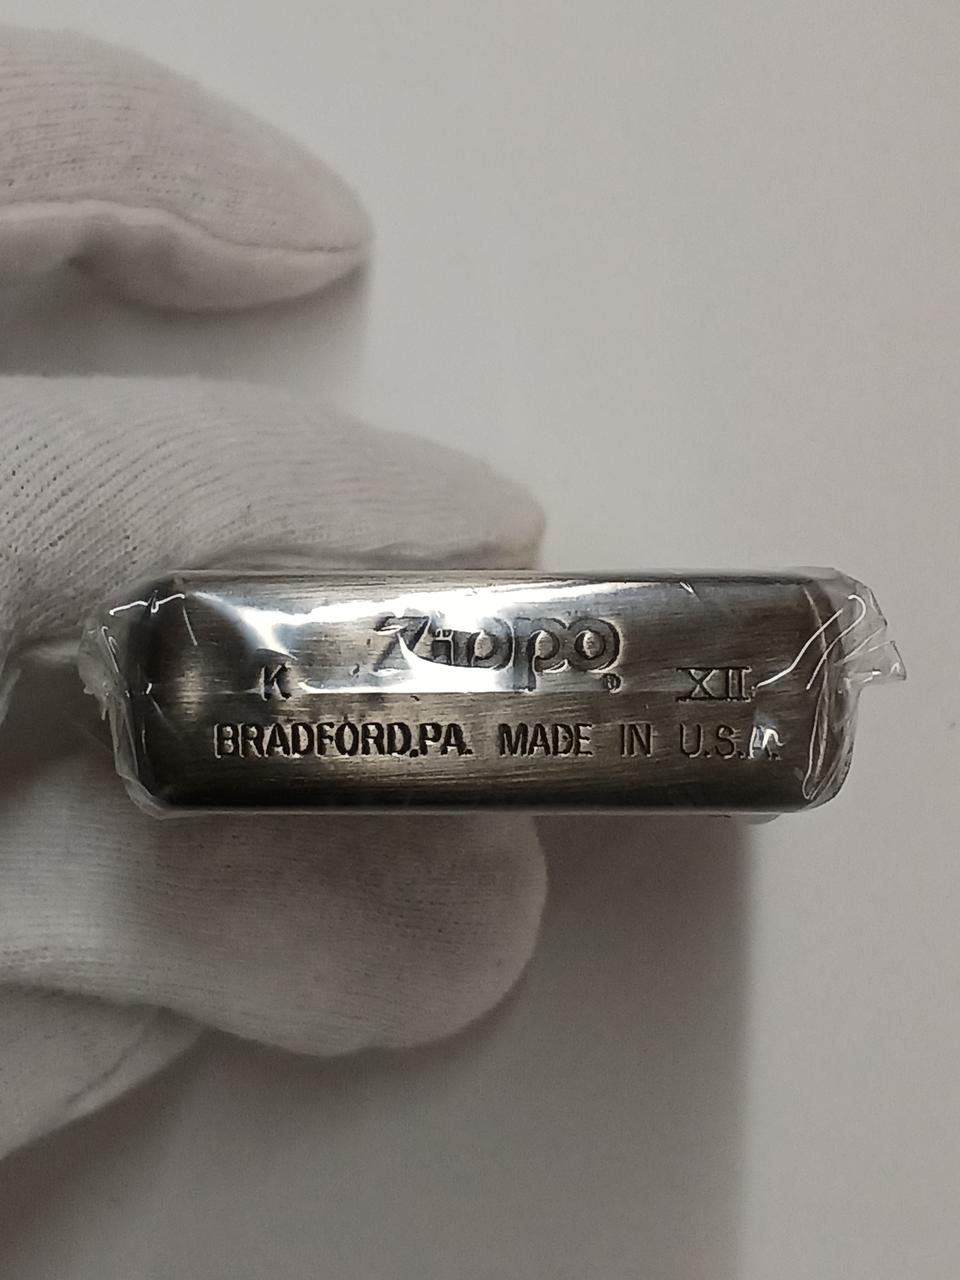 Zippo ®
K XII
BRADFORD,PA. MADE IN U.S.A.